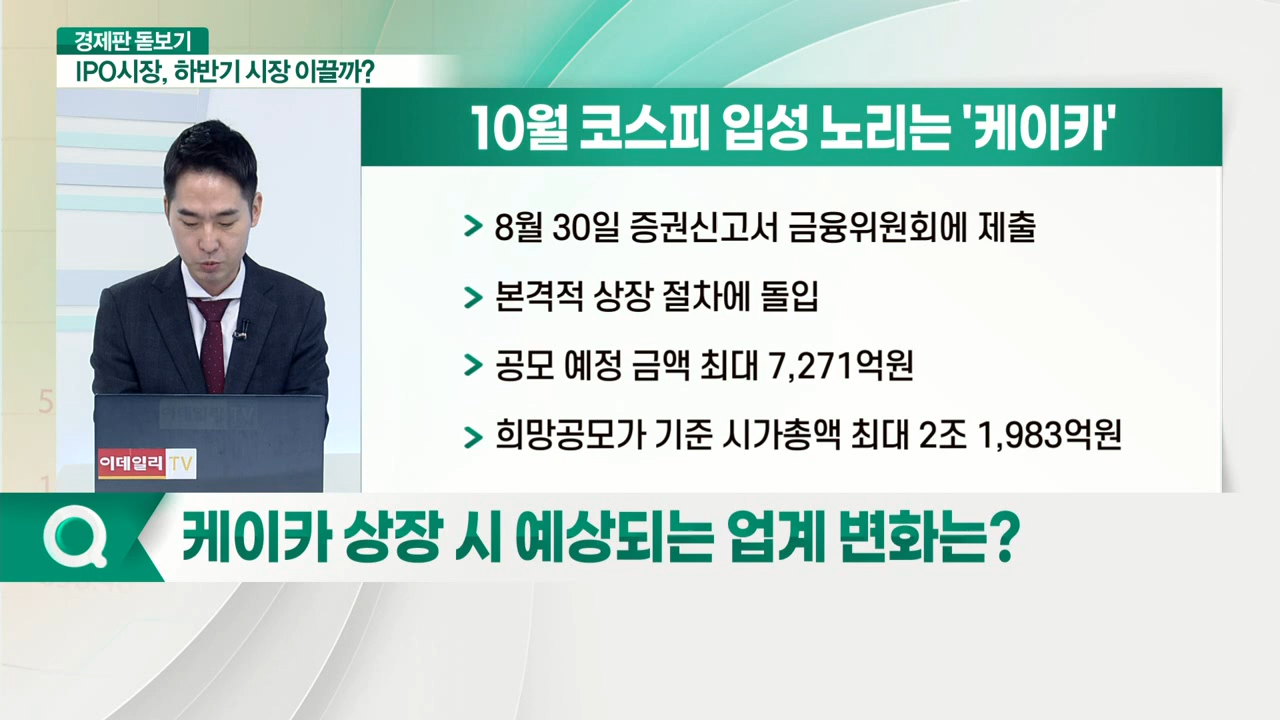 경제판 돋보기
IPO시장, 하반기 시장 이끌까?
10월 코스피 입성 노리는 '케이카'
8월 30일 증권신고서 금융위원회에 제출
본격적 상장 절차에 돌입
공모 예정 금액 최대 7,271억원
희망공모가 기준 시가총액 최대 2조 1,983억원
이데일리 TV
이데일리 TV
케이카 상장 시 예상되는 업계 변화는?